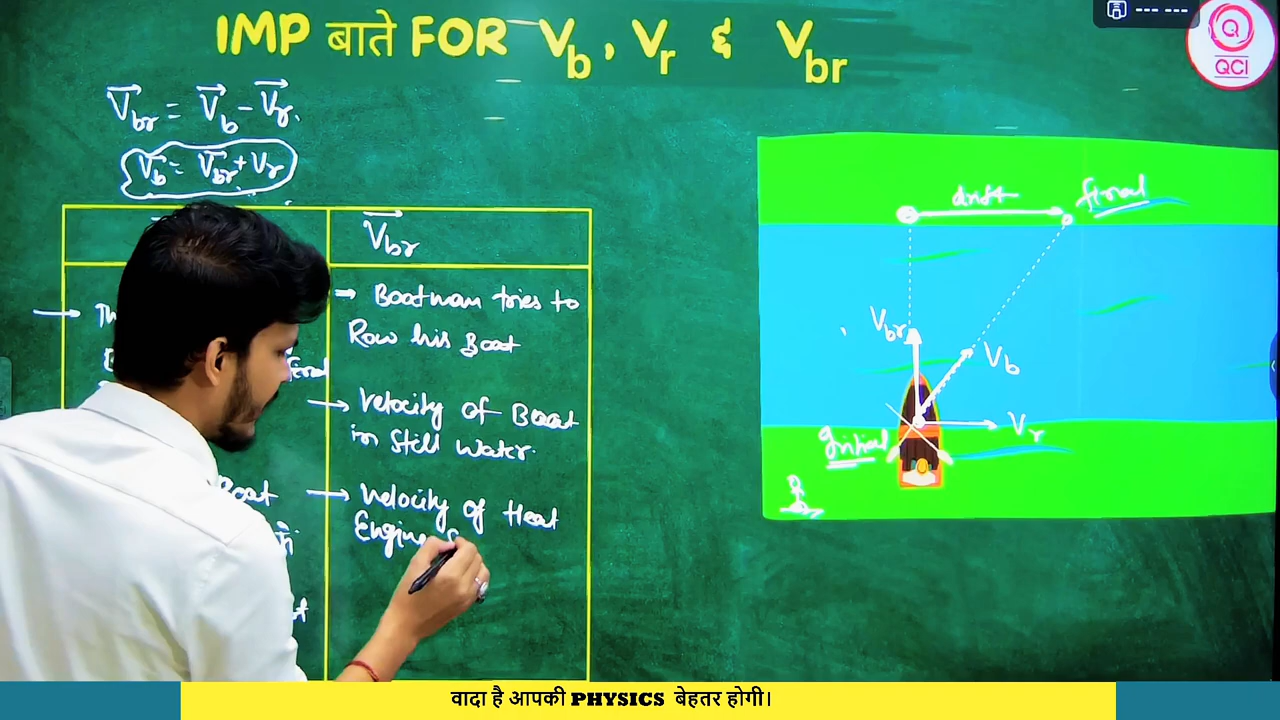 IMP बाते FOR Vb, Vr & Vbr
QCI
Vbr = Vb - Vr.
Vb = Vbr + Vr
Vbr
→ Boatman tries to
Row his Boat
→ Velocity of Boat
in Still Water.
→ Velocity of Heat
Engine
Boat
drift
final
Vbr
Vb
Vr
Initial
वादा है आपकी PHYSICS बेहतर होगी।